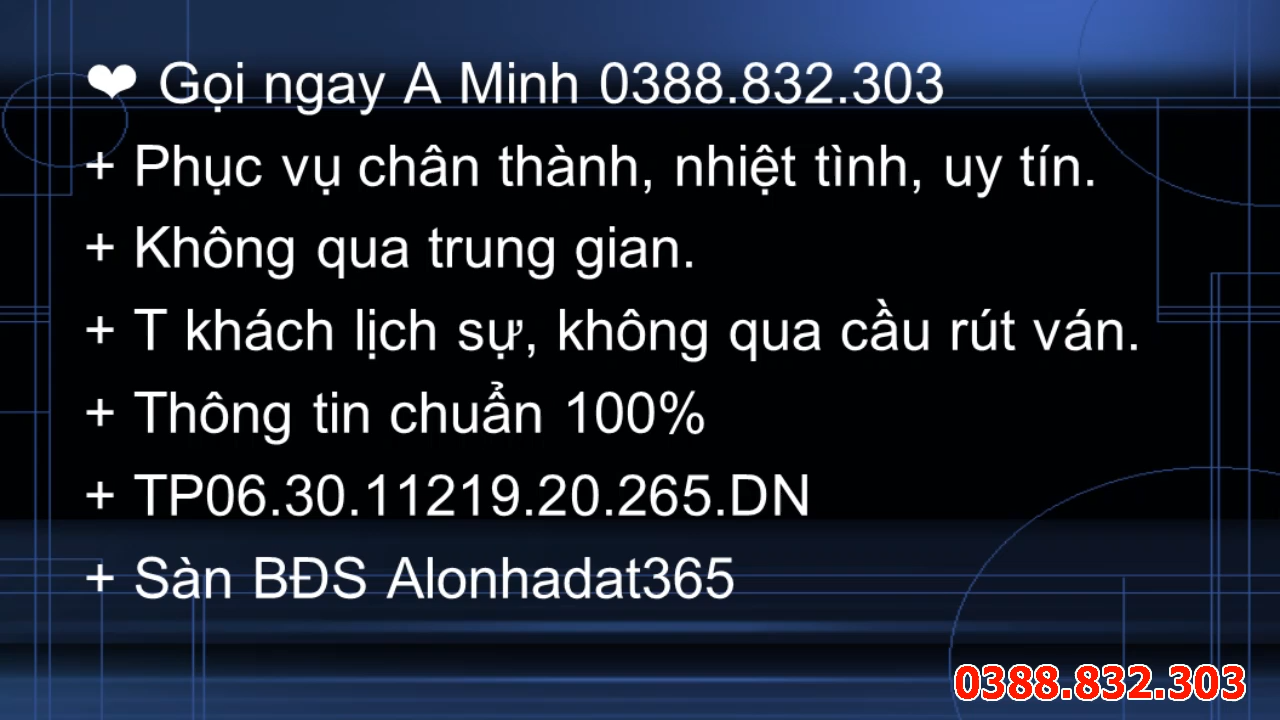 ❤ Gọi ngay A Minh 0388.832.303
+ Phục vụ chân thành, nhiệt tình, uy tín.
+ Không qua trung gian.
+ T khách lịch sự, không qua cầu rút ván.
+ Thông tin chuẩn 100%
+ TP06.30.11219.20.265.DN
+ Sàn BĐS Alonhadat365
0388.832.303